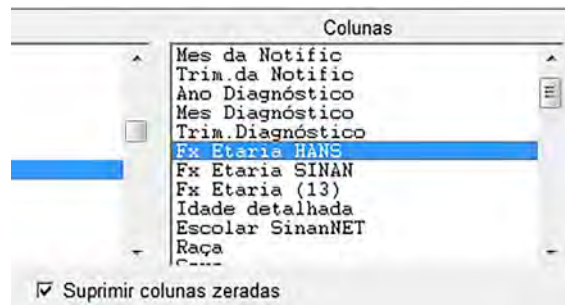 Colunas
Mes da Notific
Trim.da Notific
Ano Diagnóstico
Mes Diagnóstico
Trim.Diagnóstico
Fx Etaria HANS
Fx Etaria SINAN
Fx Etaria (13)
Idade detalhada
Escolar SinanNET
Raça
Suprimir colunas zeradas